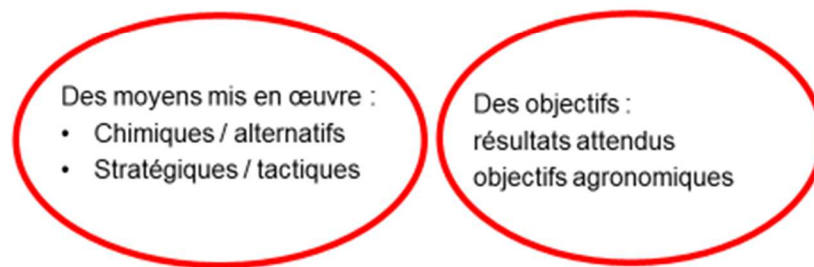 Des moyens mis en œuvre :
• Chimiques / alternatifs
• Stratégiques / tactiques
Des objectifs :
résultats attendus
objectifs agronomiques